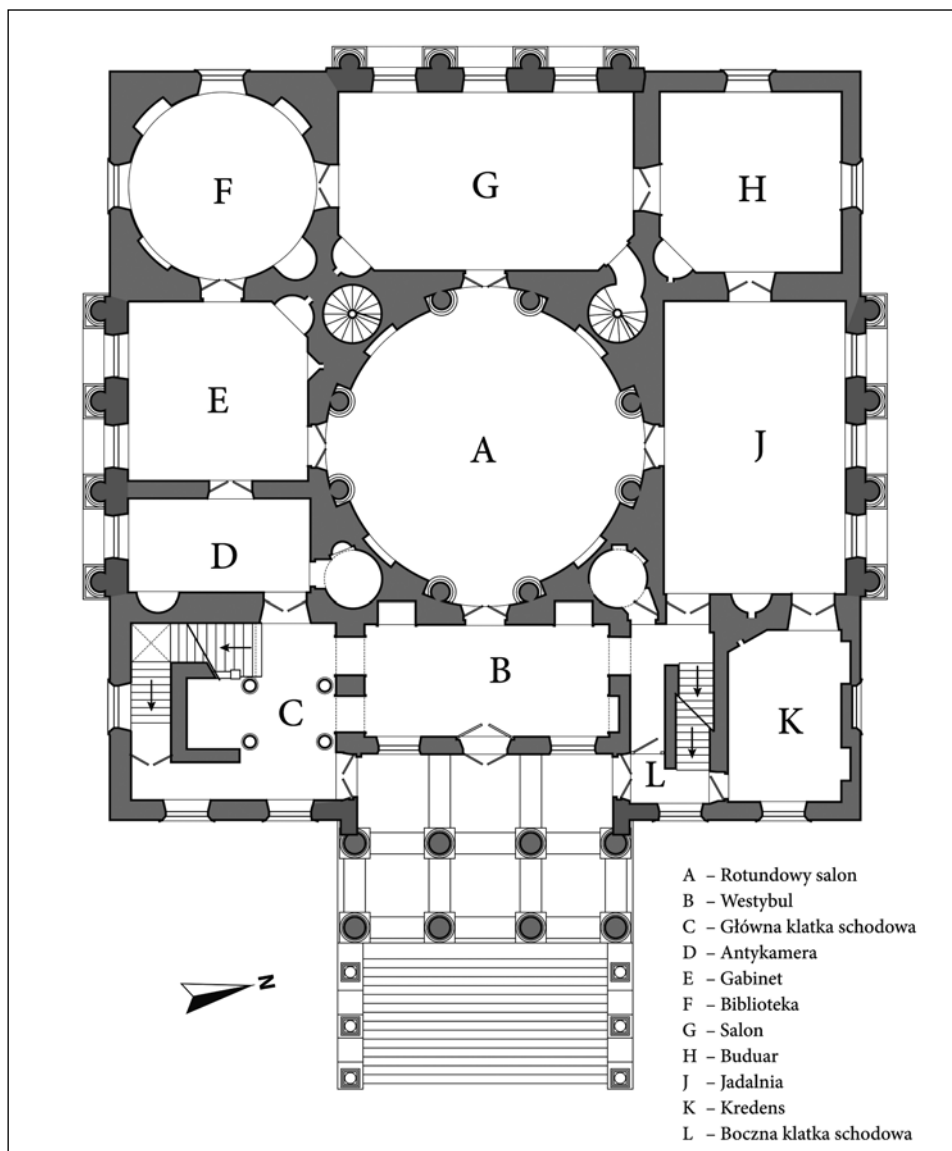 F
G
H
E
A
J
D
B
C
K
L
N
A – Rotundowy salon
B – Westybul
C – Główna klatka schodowa
D – Antykamera
E – Gabinet
F – Biblioteka
G – Salon
H – Buduar
J – Jadalnia
K – Kredens
L – Boczna klatka schodowa